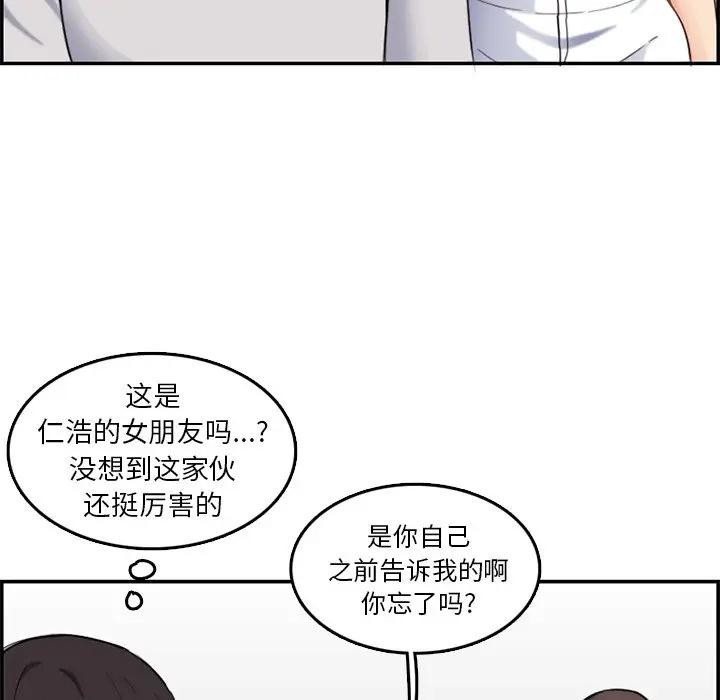 这是
仁浩的女朋友吗...?
没想到这家伙
还挺厉害的
是你自己
之前告诉我的啊
你忘了吗?